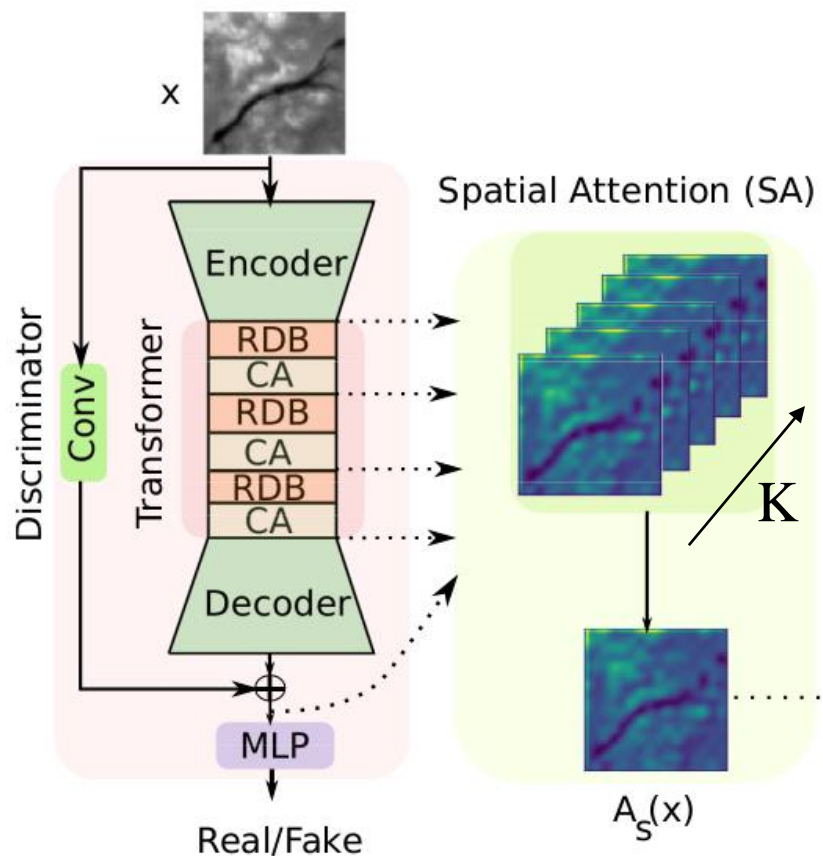 x
Spatial Attention (SA)
Encoder
Discriminator
Conv
Transformer
RDB
CA
RDB
CA
RDB
CA
K
Decoder
MLP
A_s(x)
Real/Fake